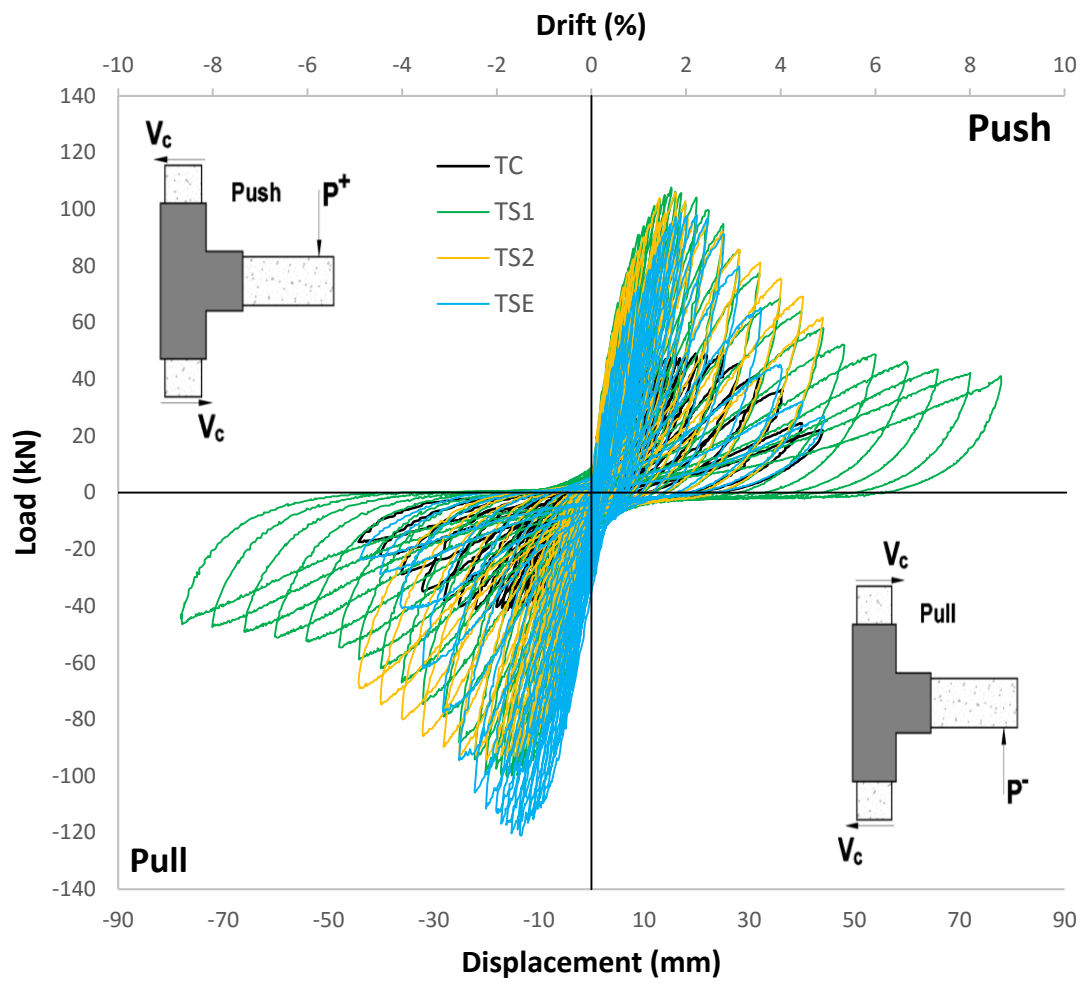 Drift (%)
-10 -8 -6 -4 -2 0 2 4 6 8 10
140
120
100
80
60
40
20
0
-20
-40
-60
-80
-100
-120
-140
Load (kN)
Push
Vc
Push
P+
Vc
TC
TS1
TS2
TSE
Vc
Pull
P-
Vc
Pull
-90 -70 -50 -30 -10 10 30 50 70 90
Displacement (mm)